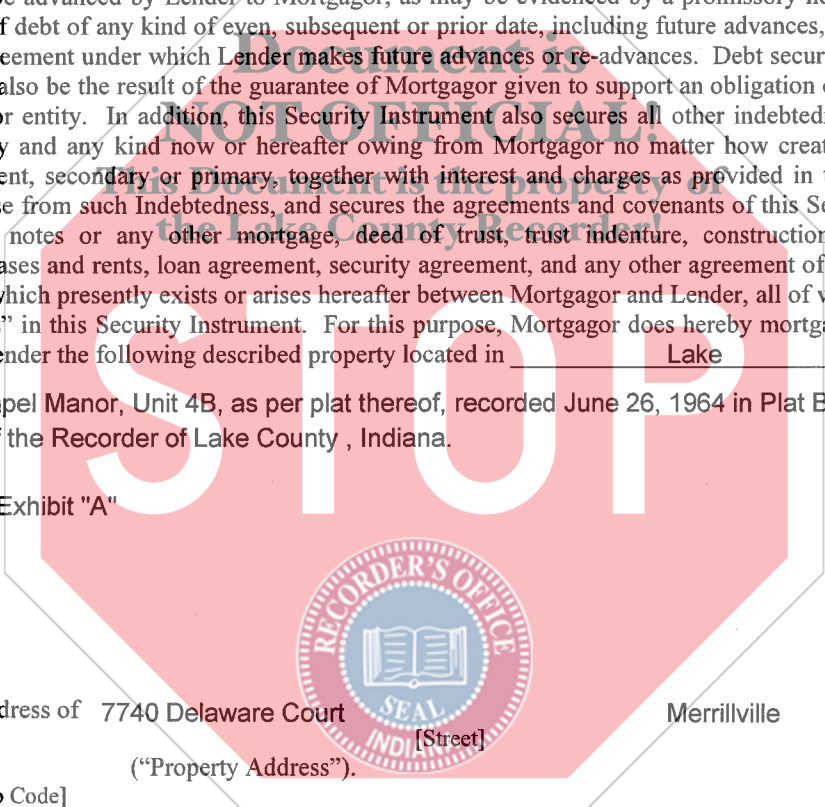 be advanced by Lender to Mortgagor, as may be evidenced by a promissory
f debt of any kind of even, subsequent or prior date, including future advances,
eement under which Lender makes future advances or re-advances. Debt secur
Document is
also be the result of the guarantee of Mortgagor given to support an obligation
or entity. In addition, this Security Instrument also secures all other indebted
NOT OFFICIAL!
y and any kind now or hereafter owing from Mortgagor no matter how creat
ent, secondary or primary, together with interest and charges as provided in
This Document is the property of
e from such Indebtedness, and secures the agreements and covenants of this Se
the Lake County Recorder!
notes or any other mortgage, deed of trust, trust indenture, construction
ases and rents, loan agreement, security agreement, and any other agreement of
which presently exists or arises hereafter between Mortgagor and Lender, all of
” in this Security Instrument. For this purpose, Mortgagor does hereby mortga
ender the following described property located in Lake
STOP
pel Manor, Unit 4B, as per plat thereof, recorded June 26, 1964 in Plat B
f the Recorder of Lake County , Indiana.
Exhibit "A"
RECORDER'S OFFICE
SEAL
INDIANA
dress of 7740 Delaware Court Merrillville
[Street]
(“Property Address”).
Code]